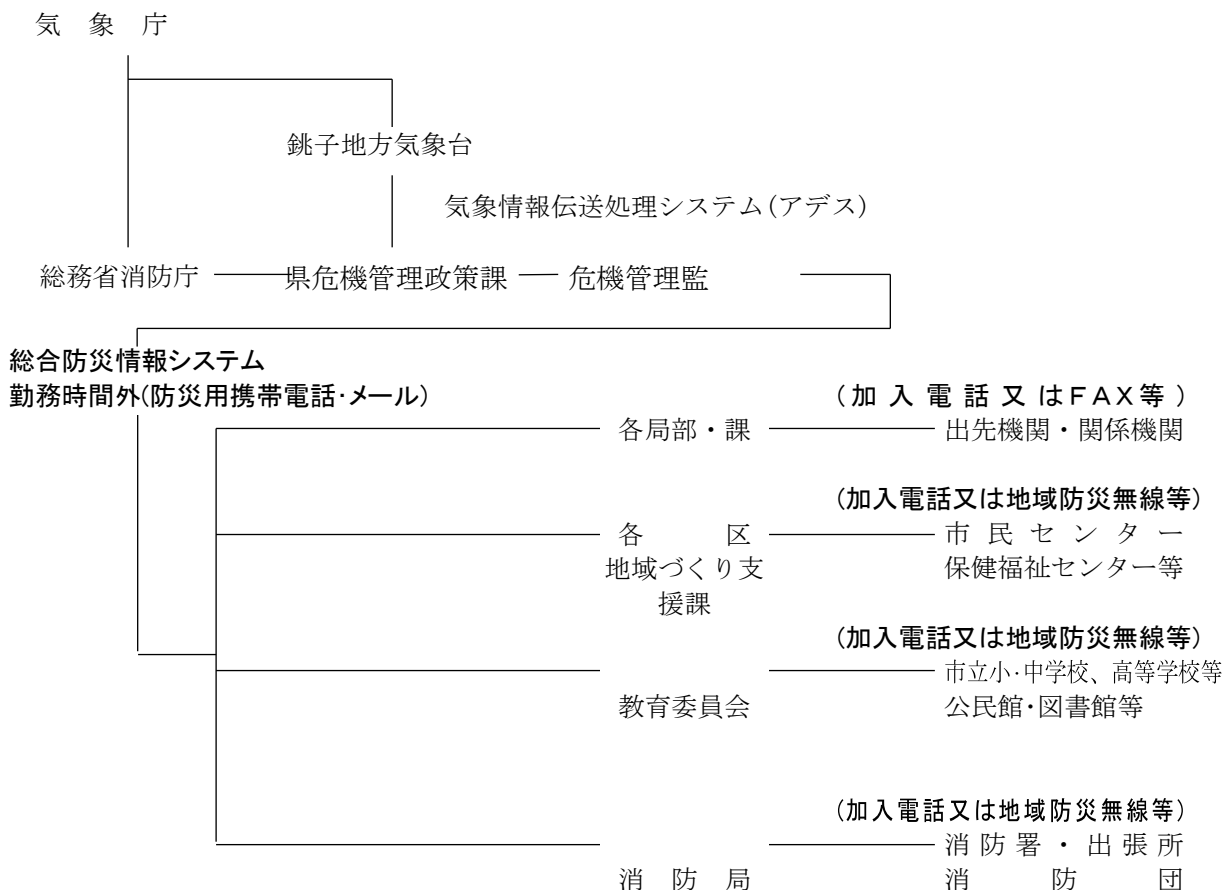 気象庁
銚子地方気象台
気象情報伝送処理システム(アデス)
総務省消防庁 県危機管理政策課 危機管理監
総合防災情報システム
勤務時間外(防災用携帯電話・メール)
(加入電話又はFAX等)
各局部・課 出先機関・関係機関
(加入電話又は地域防災無線等)
各区 市民センター
地域づくり支 保健福祉センター等
援課
(加入電話又は地域防災無線等)
市立小・中学校、高等学校等
教育委員会 公民館・図書館等
(加入電話又は地域防災無線等)
消防署・出張所
消防局 消防団